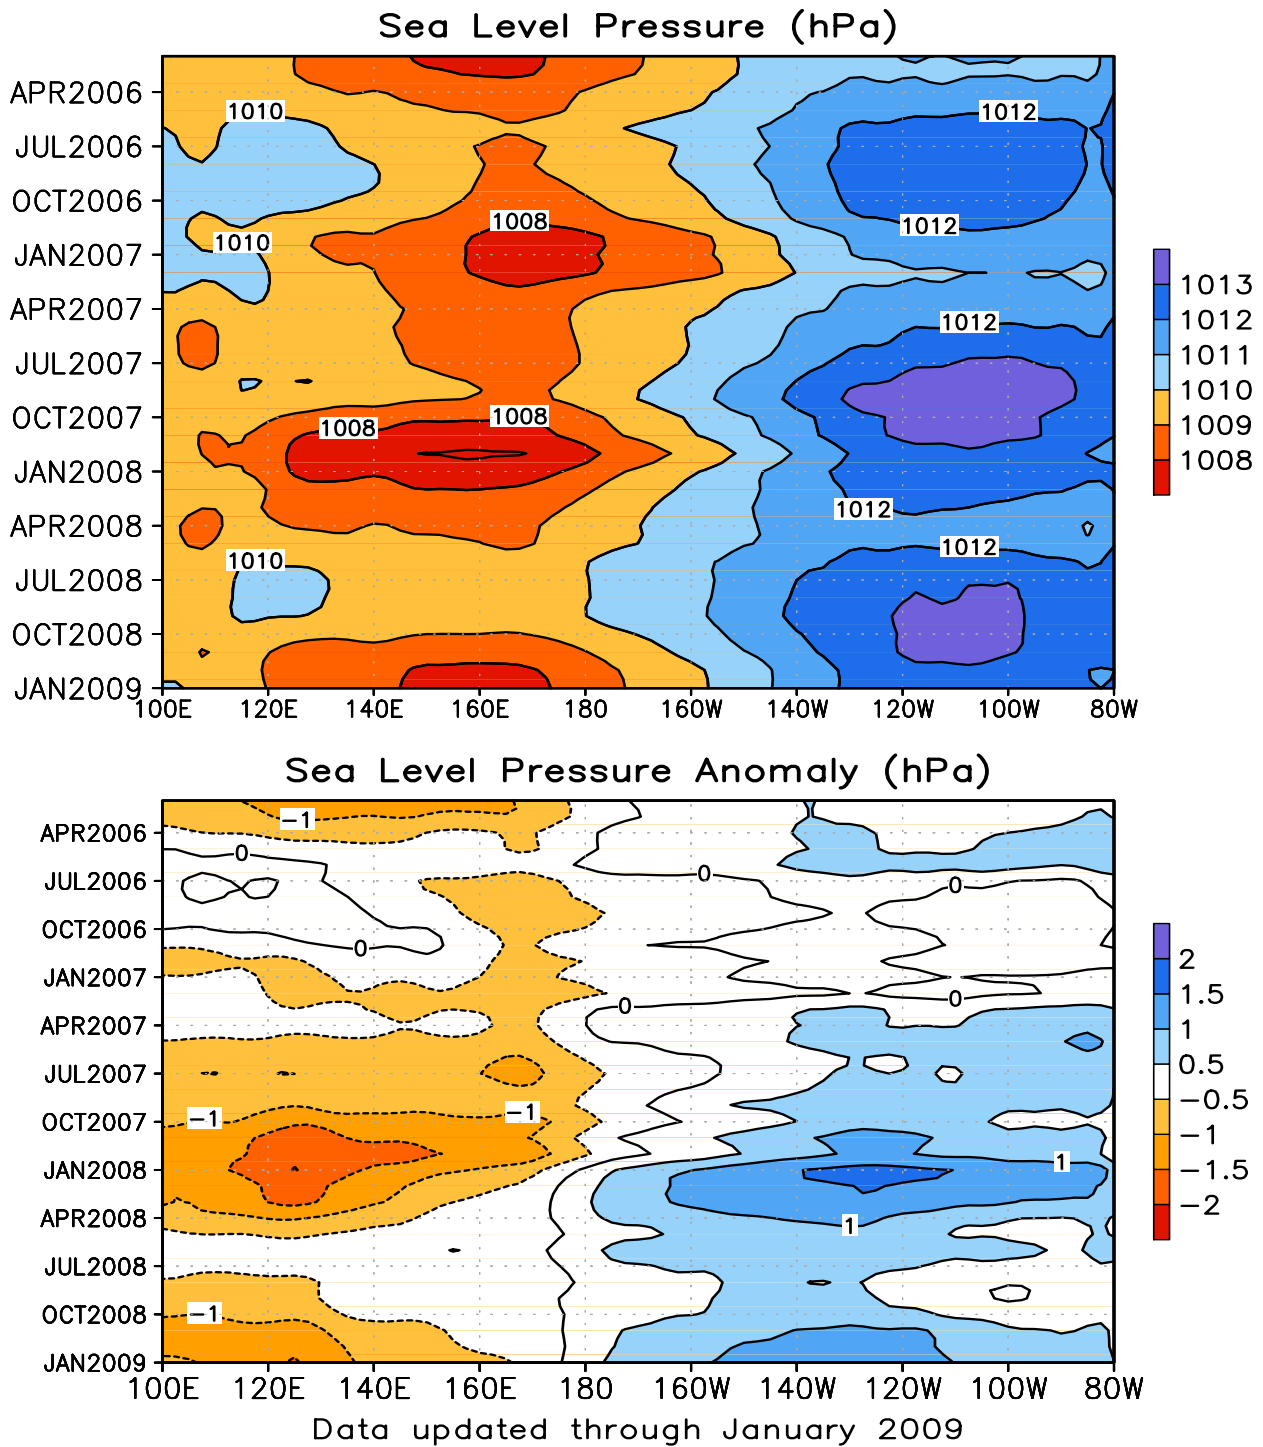 Sea Level Pressure (hPa)
APR2006
JUL2006
OCT2006
JAN2007
APR2007
JUL2007
OCT2007
JAN2008
APR2008
JUL2008
OCT2008
JAN2009
1010
1012
1008
1012
1010
1012
1008
1008
1012
1012
1010
100E 120E 140E 160E 180 160W 140W 120W 100W 80W
1013
1012
1011
1010
1009
1008
Sea Level Pressure Anomaly (hPa)
APR2006
JUL2006
OCT2006
JAN2007
APR2007
JUL2007
OCT2007
JAN2008
APR2008
JUL2008
OCT2008
JAN2009
-1
0
0
0
0
0
0
-1
-1
1
1
-1
100E 120E 140E 160E 180 160W 140W 120W 100W 80W
2
1.5
1
0.5
-0.5
-1
-1.5
-2
Data updated through January 2009